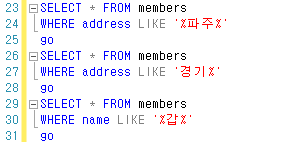 23 SELECT * FROM members
24 WHERE address LIKE '%파주%'
25 go
26 SELECT * FROM members
27 WHERE address LIKE '경기%'
28 go
29 SELECT * FROM members
30 WHERE name LIKE '%갑%'
31 go